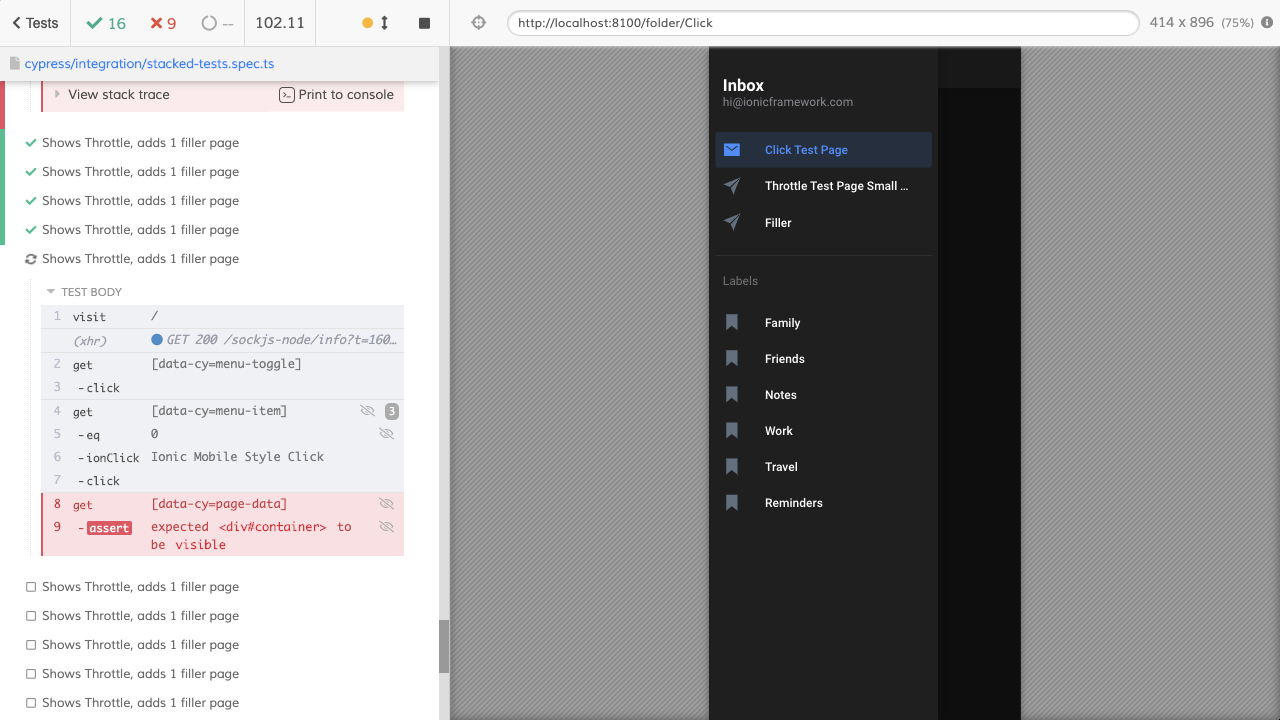 Tests
16
9
--
102.11
http://localhost:8100/folder/Click
414 x 896 (75%)
cypress/integration/stacked-tests.spec.ts
View stack trace
Print to console
Shows Throttle, adds 1 filler page
Shows Throttle, adds 1 filler page
Shows Throttle, adds 1 filler page
Shows Throttle, adds 1 filler page
Shows Throttle, adds 1 filler page
TEST BODY
1 visit /
(xhr) GET 200 /sockjs-node/info?t=160…
2 get [data-cy=menu-toggle]
3 -click
4 get [data-cy=menu-item] 3
5 -eq 0
6 -ionClick Ionic Mobile Style Click
7 -click
8 get [data-cy=page-data]
9 -assert expected <div#container> to
be visible
Shows Throttle, adds 1 filler page
Shows Throttle, adds 1 filler page
Shows Throttle, adds 1 filler page
Shows Throttle, adds 1 filler page
Shows Throttle, adds 1 filler page
Inbox
hi@ionicframework.com
Click Test Page
Throttle Test Page Small ...
Filler
Labels
Family
Friends
Notes
Work
Travel
Reminders